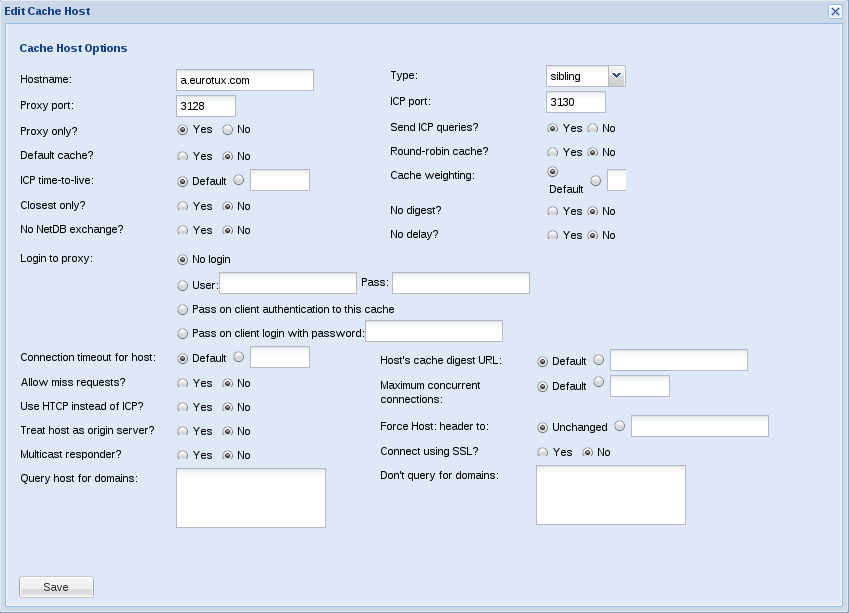 Edit Cache Host
Cache Host Options
Hostname: a.eurotux.com Type: sibling
Proxy port: 3128 ICP port: 3130
Proxy only? Yes No Send ICP queries? Yes No
Default cache? Yes No Round-robin cache? Yes No
ICP time-to-live: Default Cache weighting: Default
Closest only? Yes No No digest? Yes No
No NetDB exchange? Yes No No delay? Yes No
Login to proxy: No login
User: Pass:
Pass on client authentication to this cache
Pass on client login with password:
Connection timeout for host: Default Host's cache digest URL: Default
Allow miss requests? Yes No Maximum concurrent
connections: Default
Use HTCP instead of ICP? Yes No
Treat host as origin server? Yes No Force Host: header to: Unchanged
Multicast responder? Yes No Connect using SSL? Yes No
Query host for domains: Don't query for domains:
Save